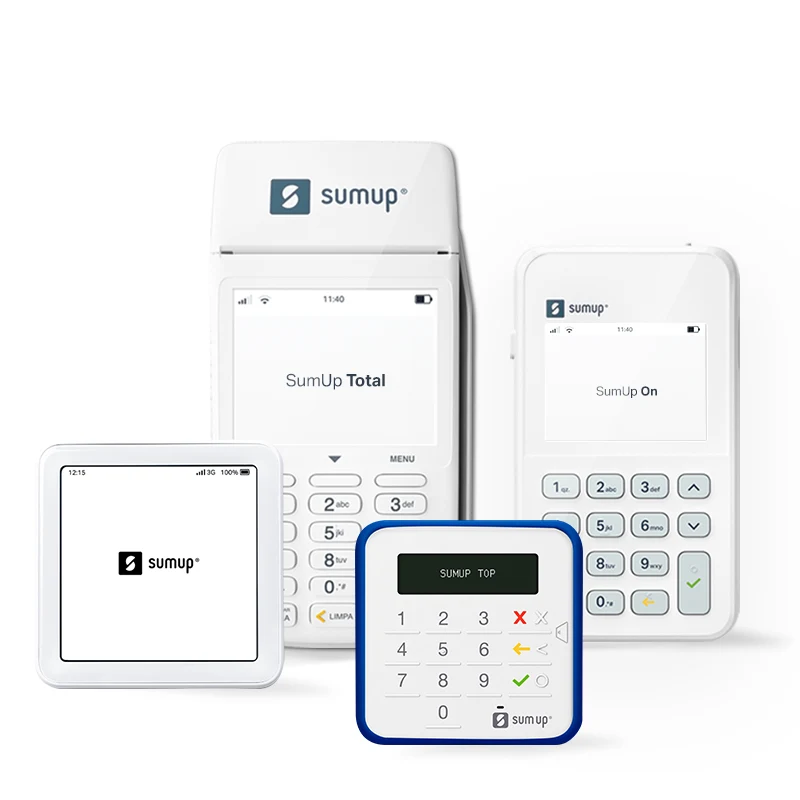 sumup®
11:40
SumUp Total
MENU
2abc 3def
5jkl
8tuv
0.*#
LIMPA
sumup®
11:40
SumUp On
1qz. 2abc 3def
5jkl 6mno
8tuv 9wxy
0.*#
12:15 3G 100%
sumup®
SUMUP TOP
1 2 3
4 5 6
7 8 9
0
sumup®